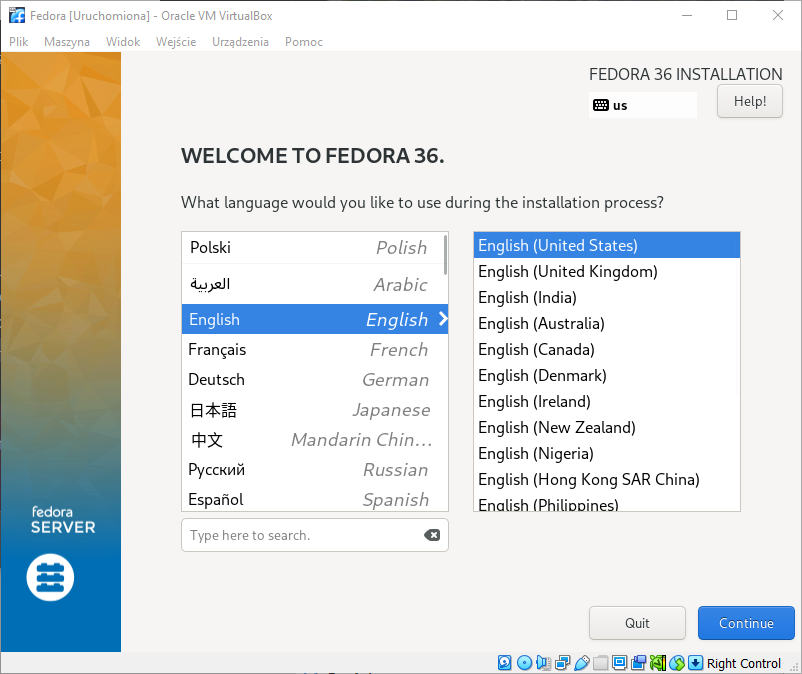 Fedora [Uruchomiona] - Oracle VM VirtualBox
Plik Maszyna Widok Wejście Urządzenia Pomoc
FEDORA 36 INSTALLATION
us
Help!
WELCOME TO FEDORA 36.
What language would you like to use during the installation process?
Polski Polish
العربية Arabic
English English
Français French
Deutsch German
日本語 Japanese
中文 Mandarin Chin...
Русский Russian
Español Spanish
Type here to search.
English (United States)
English (United Kingdom)
English (India)
English (Australia)
English (Canada)
English (Denmark)
English (Ireland)
English (New Zealand)
English (Nigeria)
English (Hong Kong SAR China)
English (Philippines)
fedora
SERVER
Quit
Continue
Right Control